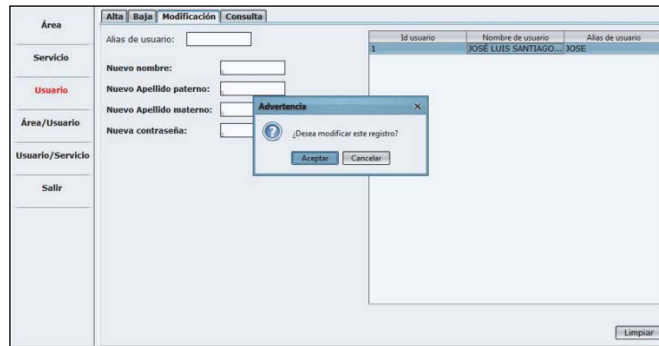 Área
Servicio
Usuario
Área/Usuario
Usuario/Servicio
Salir
Alta Baja Modificación Consulta
Alias de usuario:
Nuevo nombre:
Nuevo Apellido paterno:
Nuevo Apellido materno:
Nueva contraseña:
Id usuario Nombre de usuario Alias de usuario
1 JOSÉ LUIS SANTIAGO... JOSE
Advertencia
¿Desea modificar este registro?
Aceptar Cancelar
Limpiar